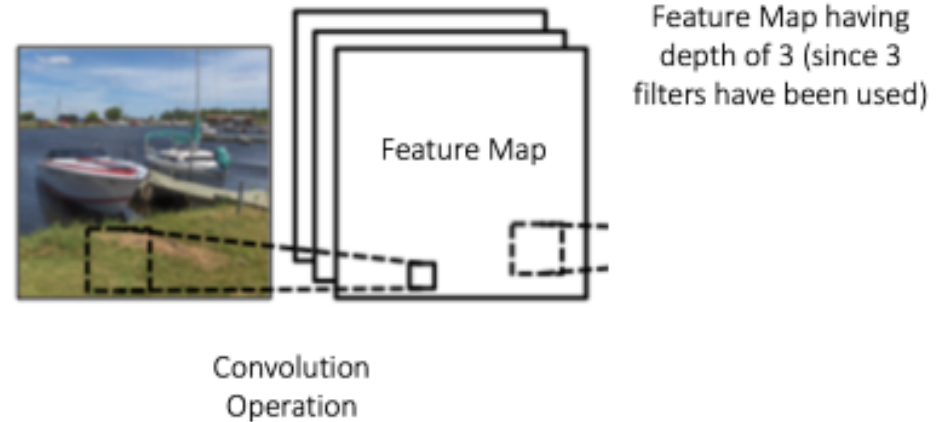 Feature Map having
depth of 3 (since 3
filters have been used)
Feature Map
Convolution
Operation